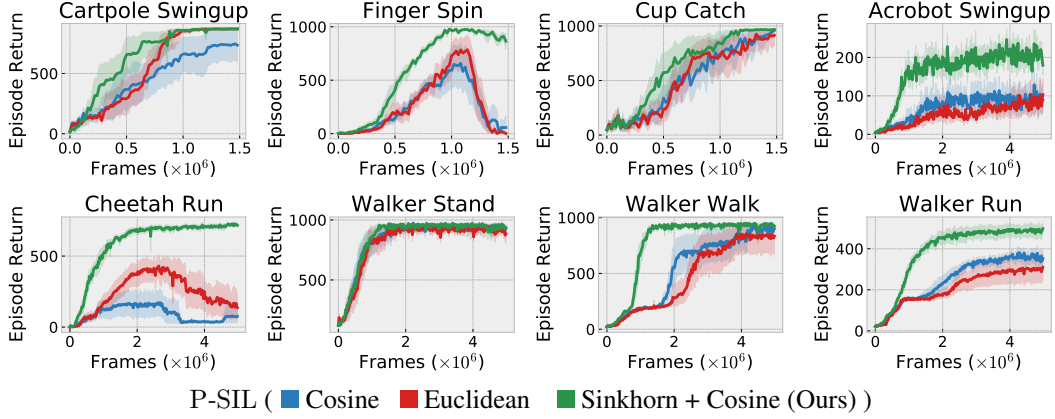 Cartpole Swingup
Finger Spin
Cup Catch
Acrobot Swingup
Episode Return
500
0
0.0 0.5 1.0 1.5
Frames (×10⁶)
Episode Return
1000
500
0
0.0 0.5 1.0 1.5
Frames (×10⁶)
Episode Return
1000
500
0
0.0 0.5 1.0 1.5
Frames (×10⁶)
Episode Return
200
100
0
0 2 4
Frames (×10⁶)
Cheetah Run
Walker Stand
Walker Walk
Walker Run
Episode Return
500
0
0 2 4
Frames (×10⁶)
Episode Return
1000
500
0 2 4
Frames (×10⁶)
Episode Return
1000
500
0
0 2 4
Frames (×10⁶)
Episode Return
400
200
0
0 2 4
Frames (×10⁶)
P-SIL ( Cosine Euclidean Sinkhorn + Cosine (Ours) )